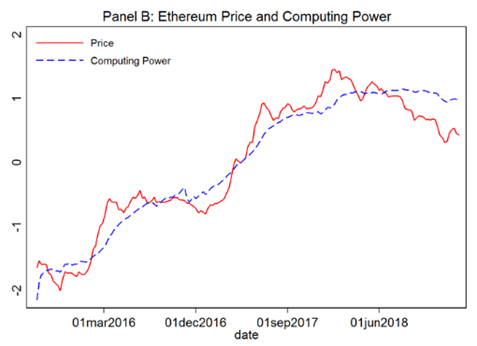 Panel B: Ethereum Price and Computing Power
Price
Computing Power
2
1
0
-1
-2
01mar2016 01dec2016 01sep2017 01jun2018
date